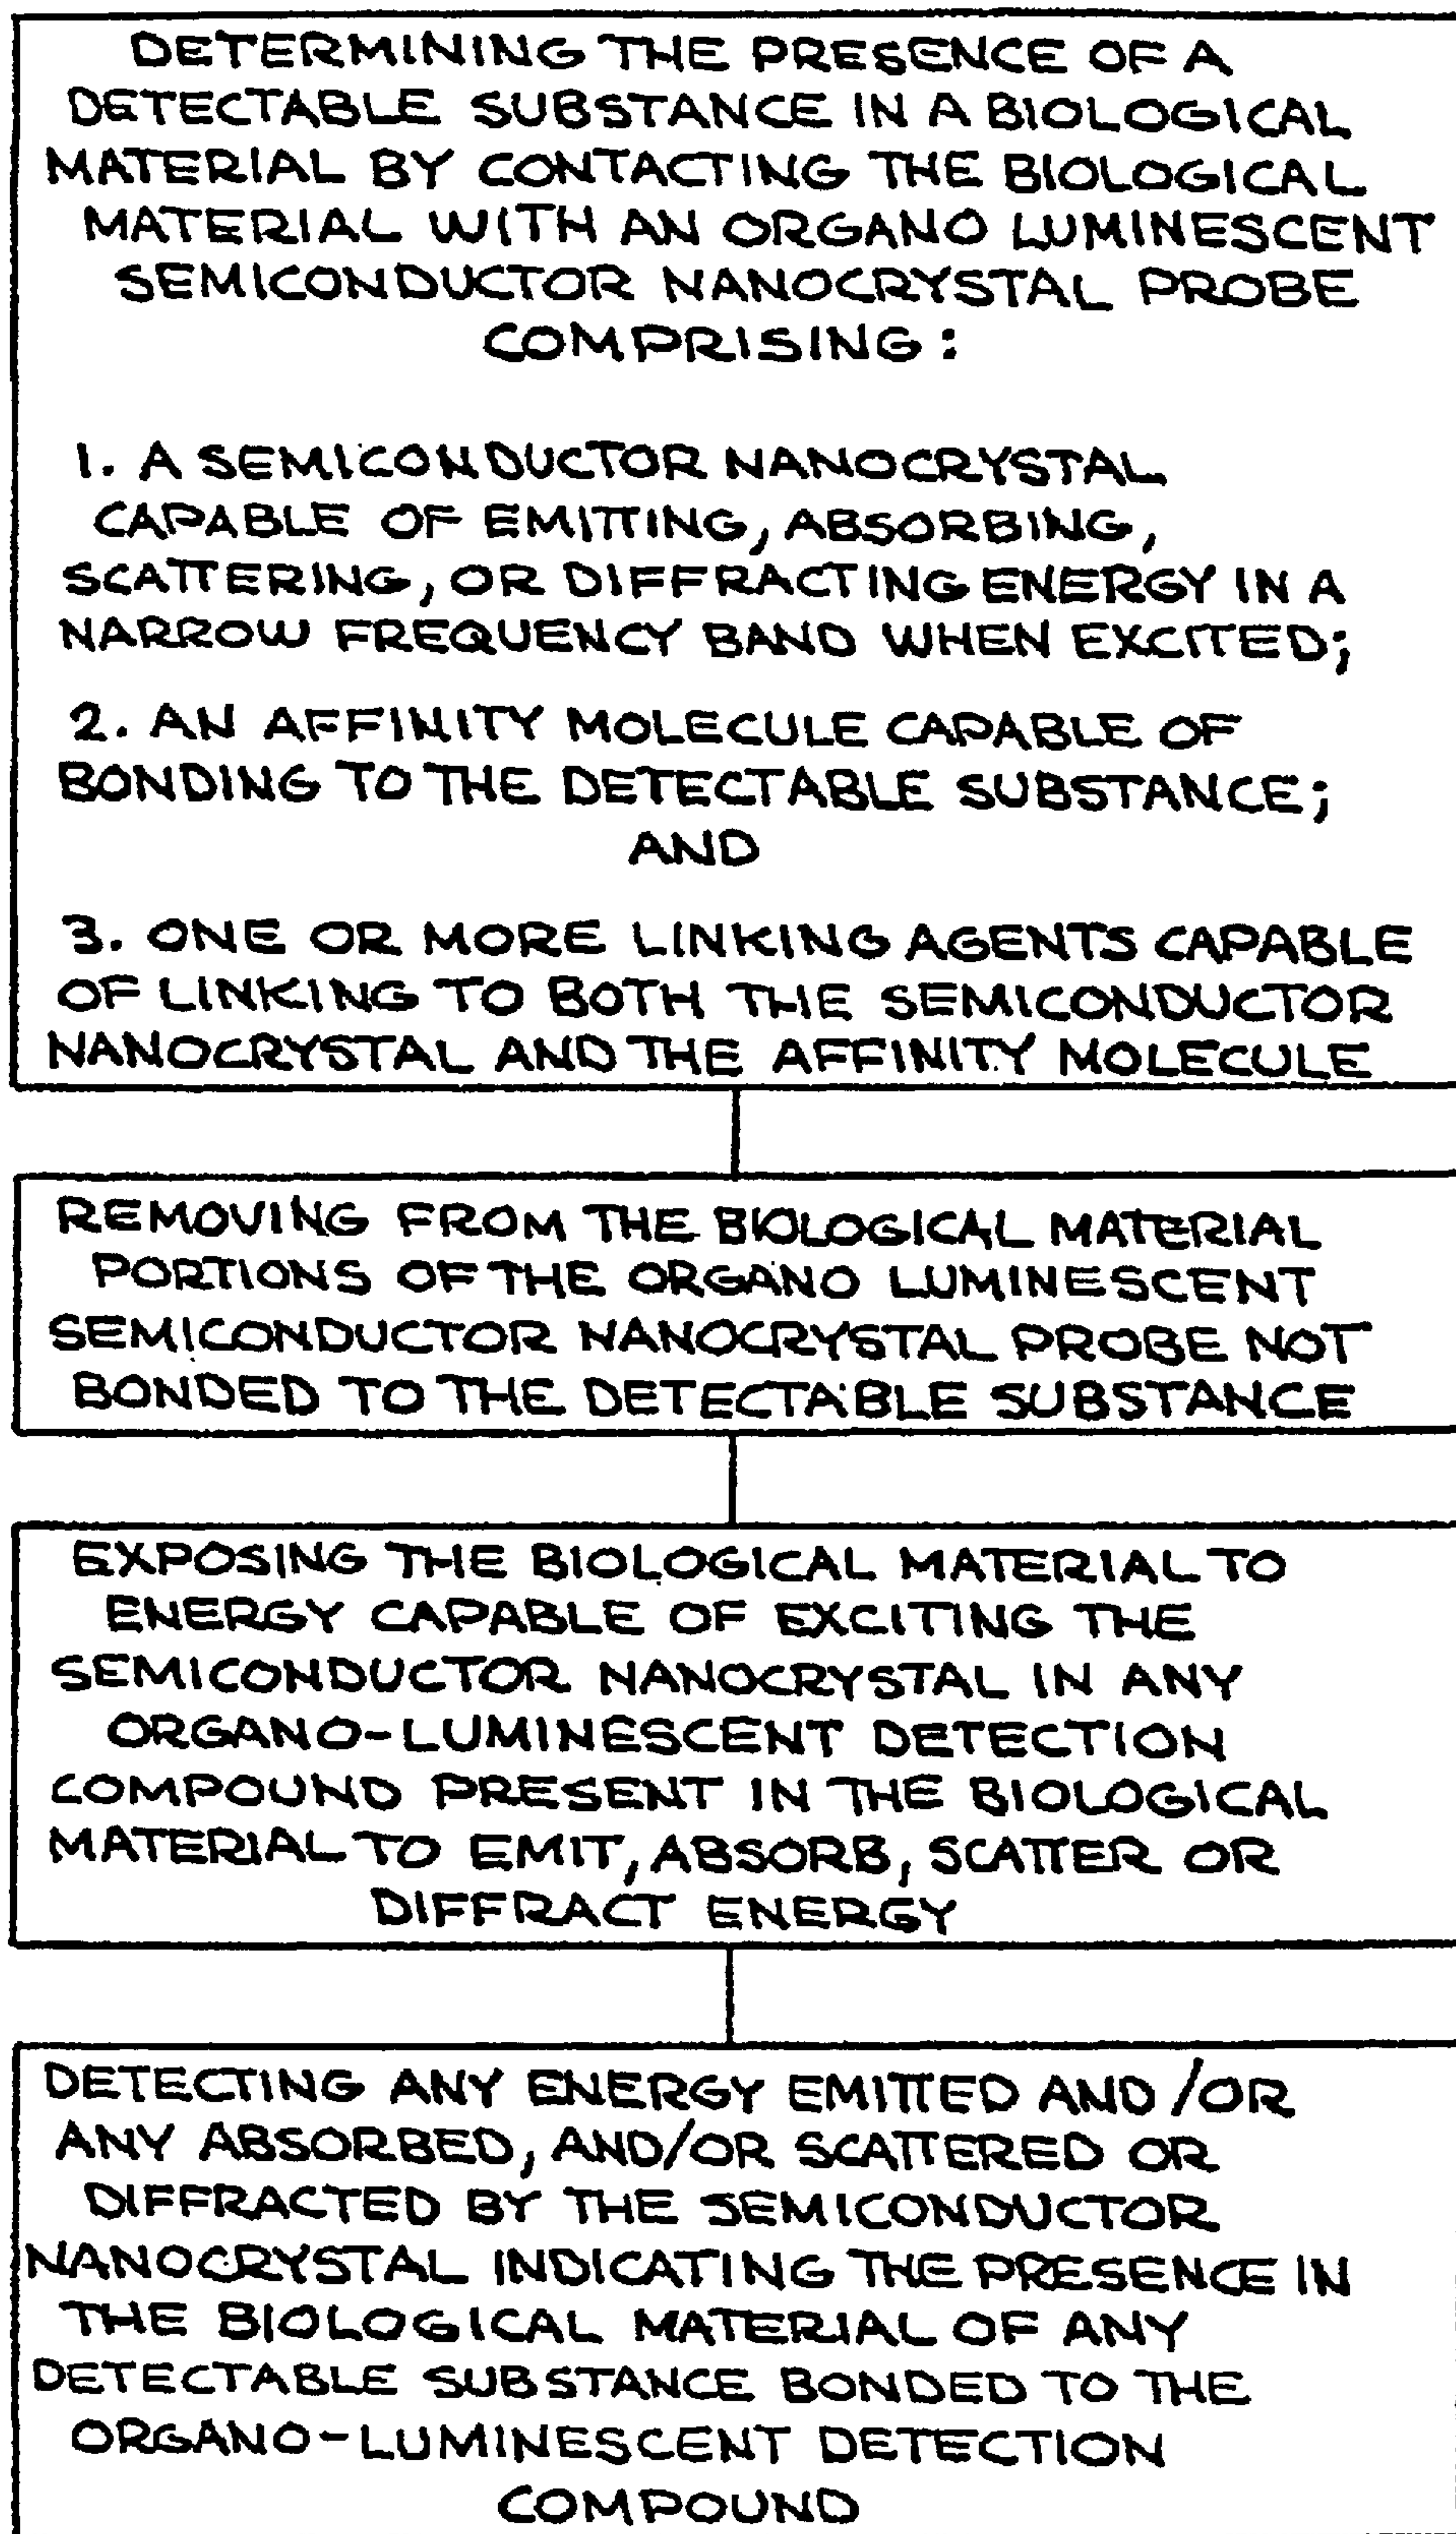 DETERMINING THE PRESENCE OF A
DETECTABLE SUBSTANCE IN A BIOLOGICAL
MATERIAL BY CONTACTING THE BIOLOGICAL
MATERIAL WITH AN ORGANO LUMINESCENT
SEMICONDUCTOR NANOCRYSTAL PROBE
COMPRISING:
1. A SEMICONDUCTOR NANOCRYSTAL
CAPABLE OF EMITTING, ABSORBING,
SCATTERING, OR DIFFRACTING ENERGY IN A
NARROW FREQUENCY BAND WHEN EXCITED;
2. AN AFFINITY MOLECULE CAPABLE OF
BONDING TO THE DETECTABLE SUBSTANCE;
AND
3. ONE OR MORE LINKING AGENTS CAPABLE
OF LINKING TO BOTH THE SEMICONDUCTOR
NANOCRYSTAL AND THE AFFINITY MOLECULE
REMOVING FROM THE BIOLOGICAL MATERIAL
PORTIONS OF THE ORGANO LUMINESCENT
SEMICONDUCTOR NANOCRYSTAL PROBE NOT
BONDED TO THE DETECTABLE SUBSTANCE
EXPOSING THE BIOLOGICAL MATERIAL TO
ENERGY CAPABLE OF EXCITING THE
SEMICONDUCTOR NANOCRYSTAL IN ANY
ORGANO-LUMINESCENT DETECTION
COMPOUND PRESENT IN THE BIOLOGICAL
MATERIAL TO EMIT, ABSORB, SCATTER OR
DIFFRACT ENERGY
DETECTING ANY ENERGY EMITTED AND/OR
ANY ABSORBED, AND/OR SCATTERED OR
DIFFRACTED BY THE SEMICONDUCTOR
NANOCRYSTAL INDICATING THE PRESENCE IN
THE BIOLOGICAL MATERIAL OF ANY
DETECTABLE SUBSTANCE BONDED TO THE
ORGANO-LUMINESCENT DETECTION
COMPOUND